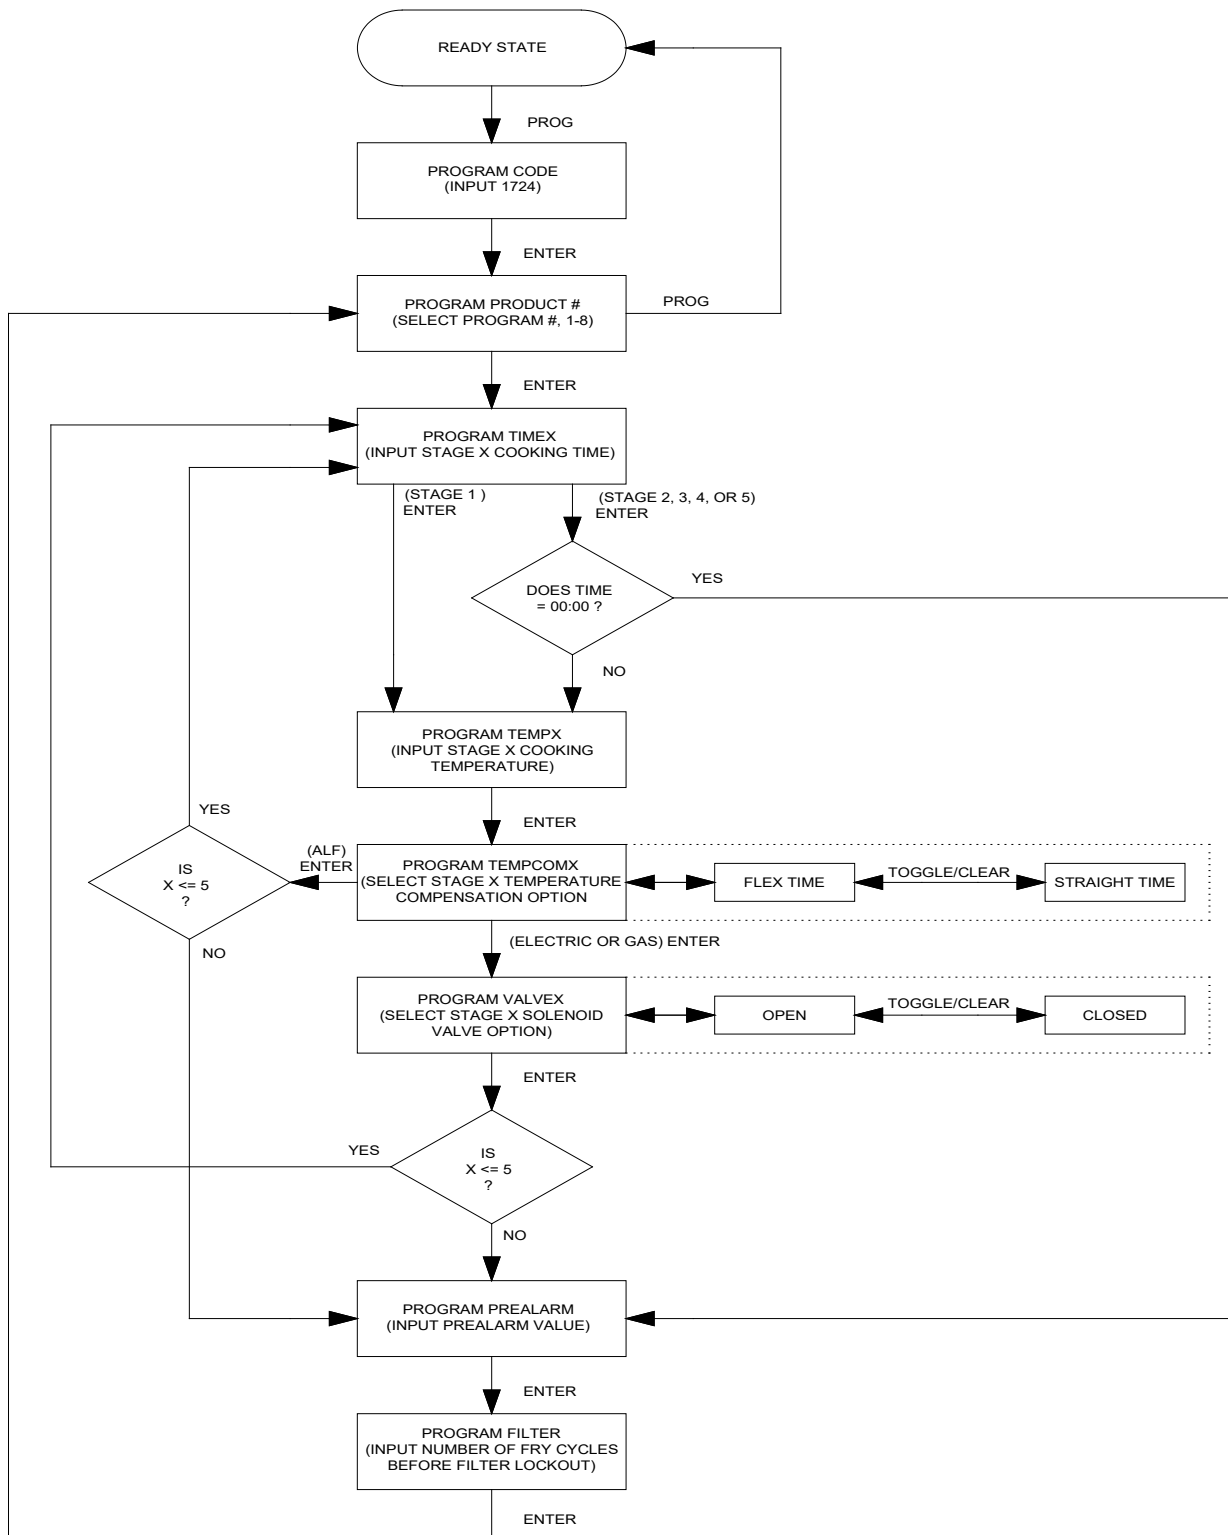 READY STATE
PROG
PROGRAM CODE
(INPUT 1724)
ENTER
PROGRAM PRODUCT #
(SELECT PROGRAM #, 1-8)
PROG
ENTER
PROGRAM TIMEX
(INPUT STAGE X COOKING TIME)
(STAGE 1 )
ENTER
(STAGE 2, 3, 4, OR 5)
ENTER
DOES TIME
= 00:00 ?
YES
NO
PROGRAM TEMPX
(INPUT STAGE X COOKING
TEMPERATURE)
ENTER
YES
IS
X <= 5
?
NO
(ALF)
ENTER
PROGRAM TEMPCOMX
(SELECT STAGE X TEMPERATURE
COMPENSATION OPTION
FLEX TIME
TOGGLE/CLEAR
STRAIGHT TIME
(ELECTRIC OR GAS) ENTER
PROGRAM VALVEX
(SELECT STAGE X SOLENOID
VALVE OPTION)
OPEN
TOGGLE/CLEAR
CLOSED
ENTER
YES
IS
X <= 5
?
NO
PROGRAM PREALARM
(INPUT PREALARM VALUE)
ENTER
PROGRAM FILTER
(INPUT NUMBER OF FRY CYCLES
BEFORE FILTER LOCKOUT)
ENTER